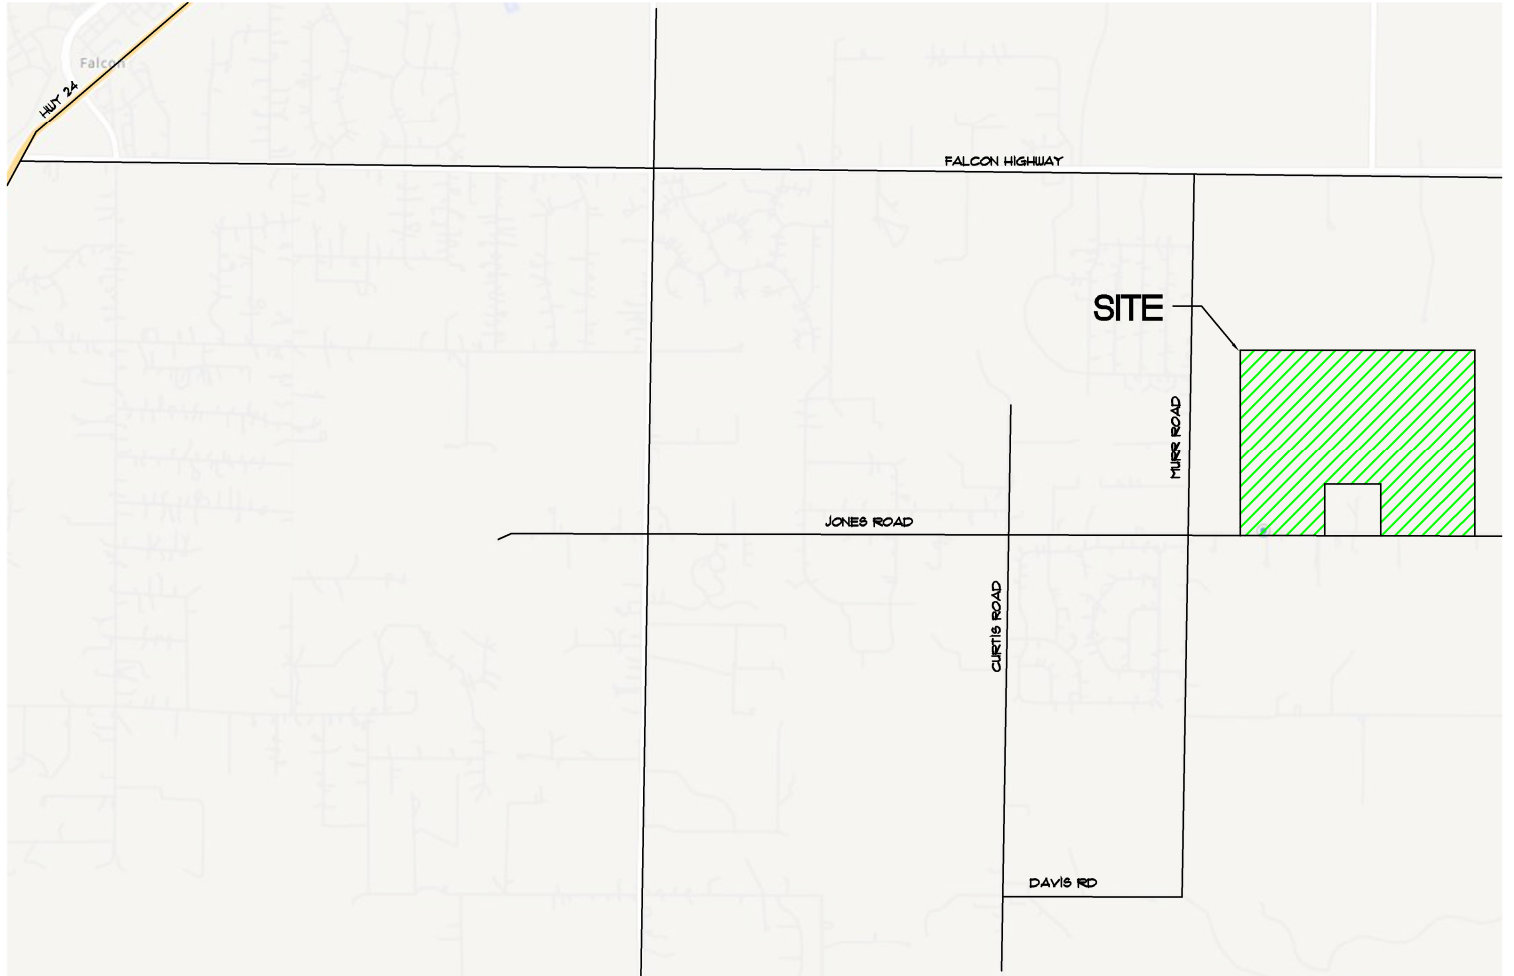 Falcon
HWY 24
FALCON HIGHWAY
SITE
MURR ROAD
JONES ROAD
CURTIS ROAD
DAVIS RD